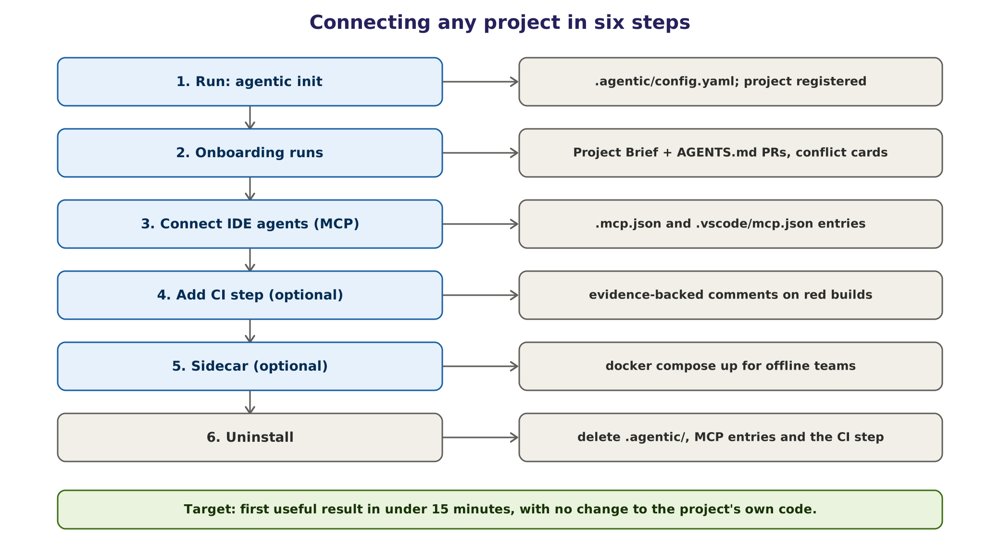 Connecting any project in six steps
1. Run: agentic init
.agentic/config.yaml; project registered
2. Onboarding runs
Project Brief + AGENTS.md PRs, conflict cards
3. Connect IDE agents (MCP)
.mcp.json and .vscode/mcp.json entries
4. Add CI step (optional)
evidence-backed comments on red builds
5. Sidecar (optional)
docker compose up for offline teams
6. Uninstall
delete .agentic/, MCP entries and the CI step
Target: first useful result in under 15 minutes, with no change to the project's own code.